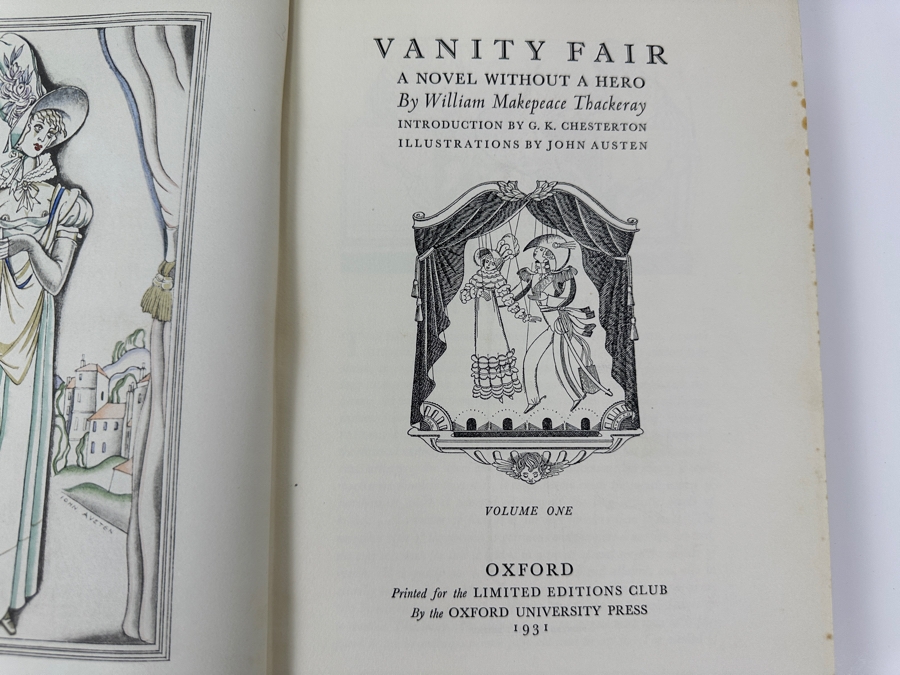 VANITY FAIR
A NOVEL WITHOUT A HERO
By William Makepeace Thackeray
INTRODUCTION BY G. K. CHESTERTON
ILLUSTRATIONS BY JOHN AUSTEN
VOLUME ONE
OXFORD
Printed for the LIMITED EDITIONS CLUB
By the OXFORD UNIVERSITY PRESS
1931
JOHN AUSTEN